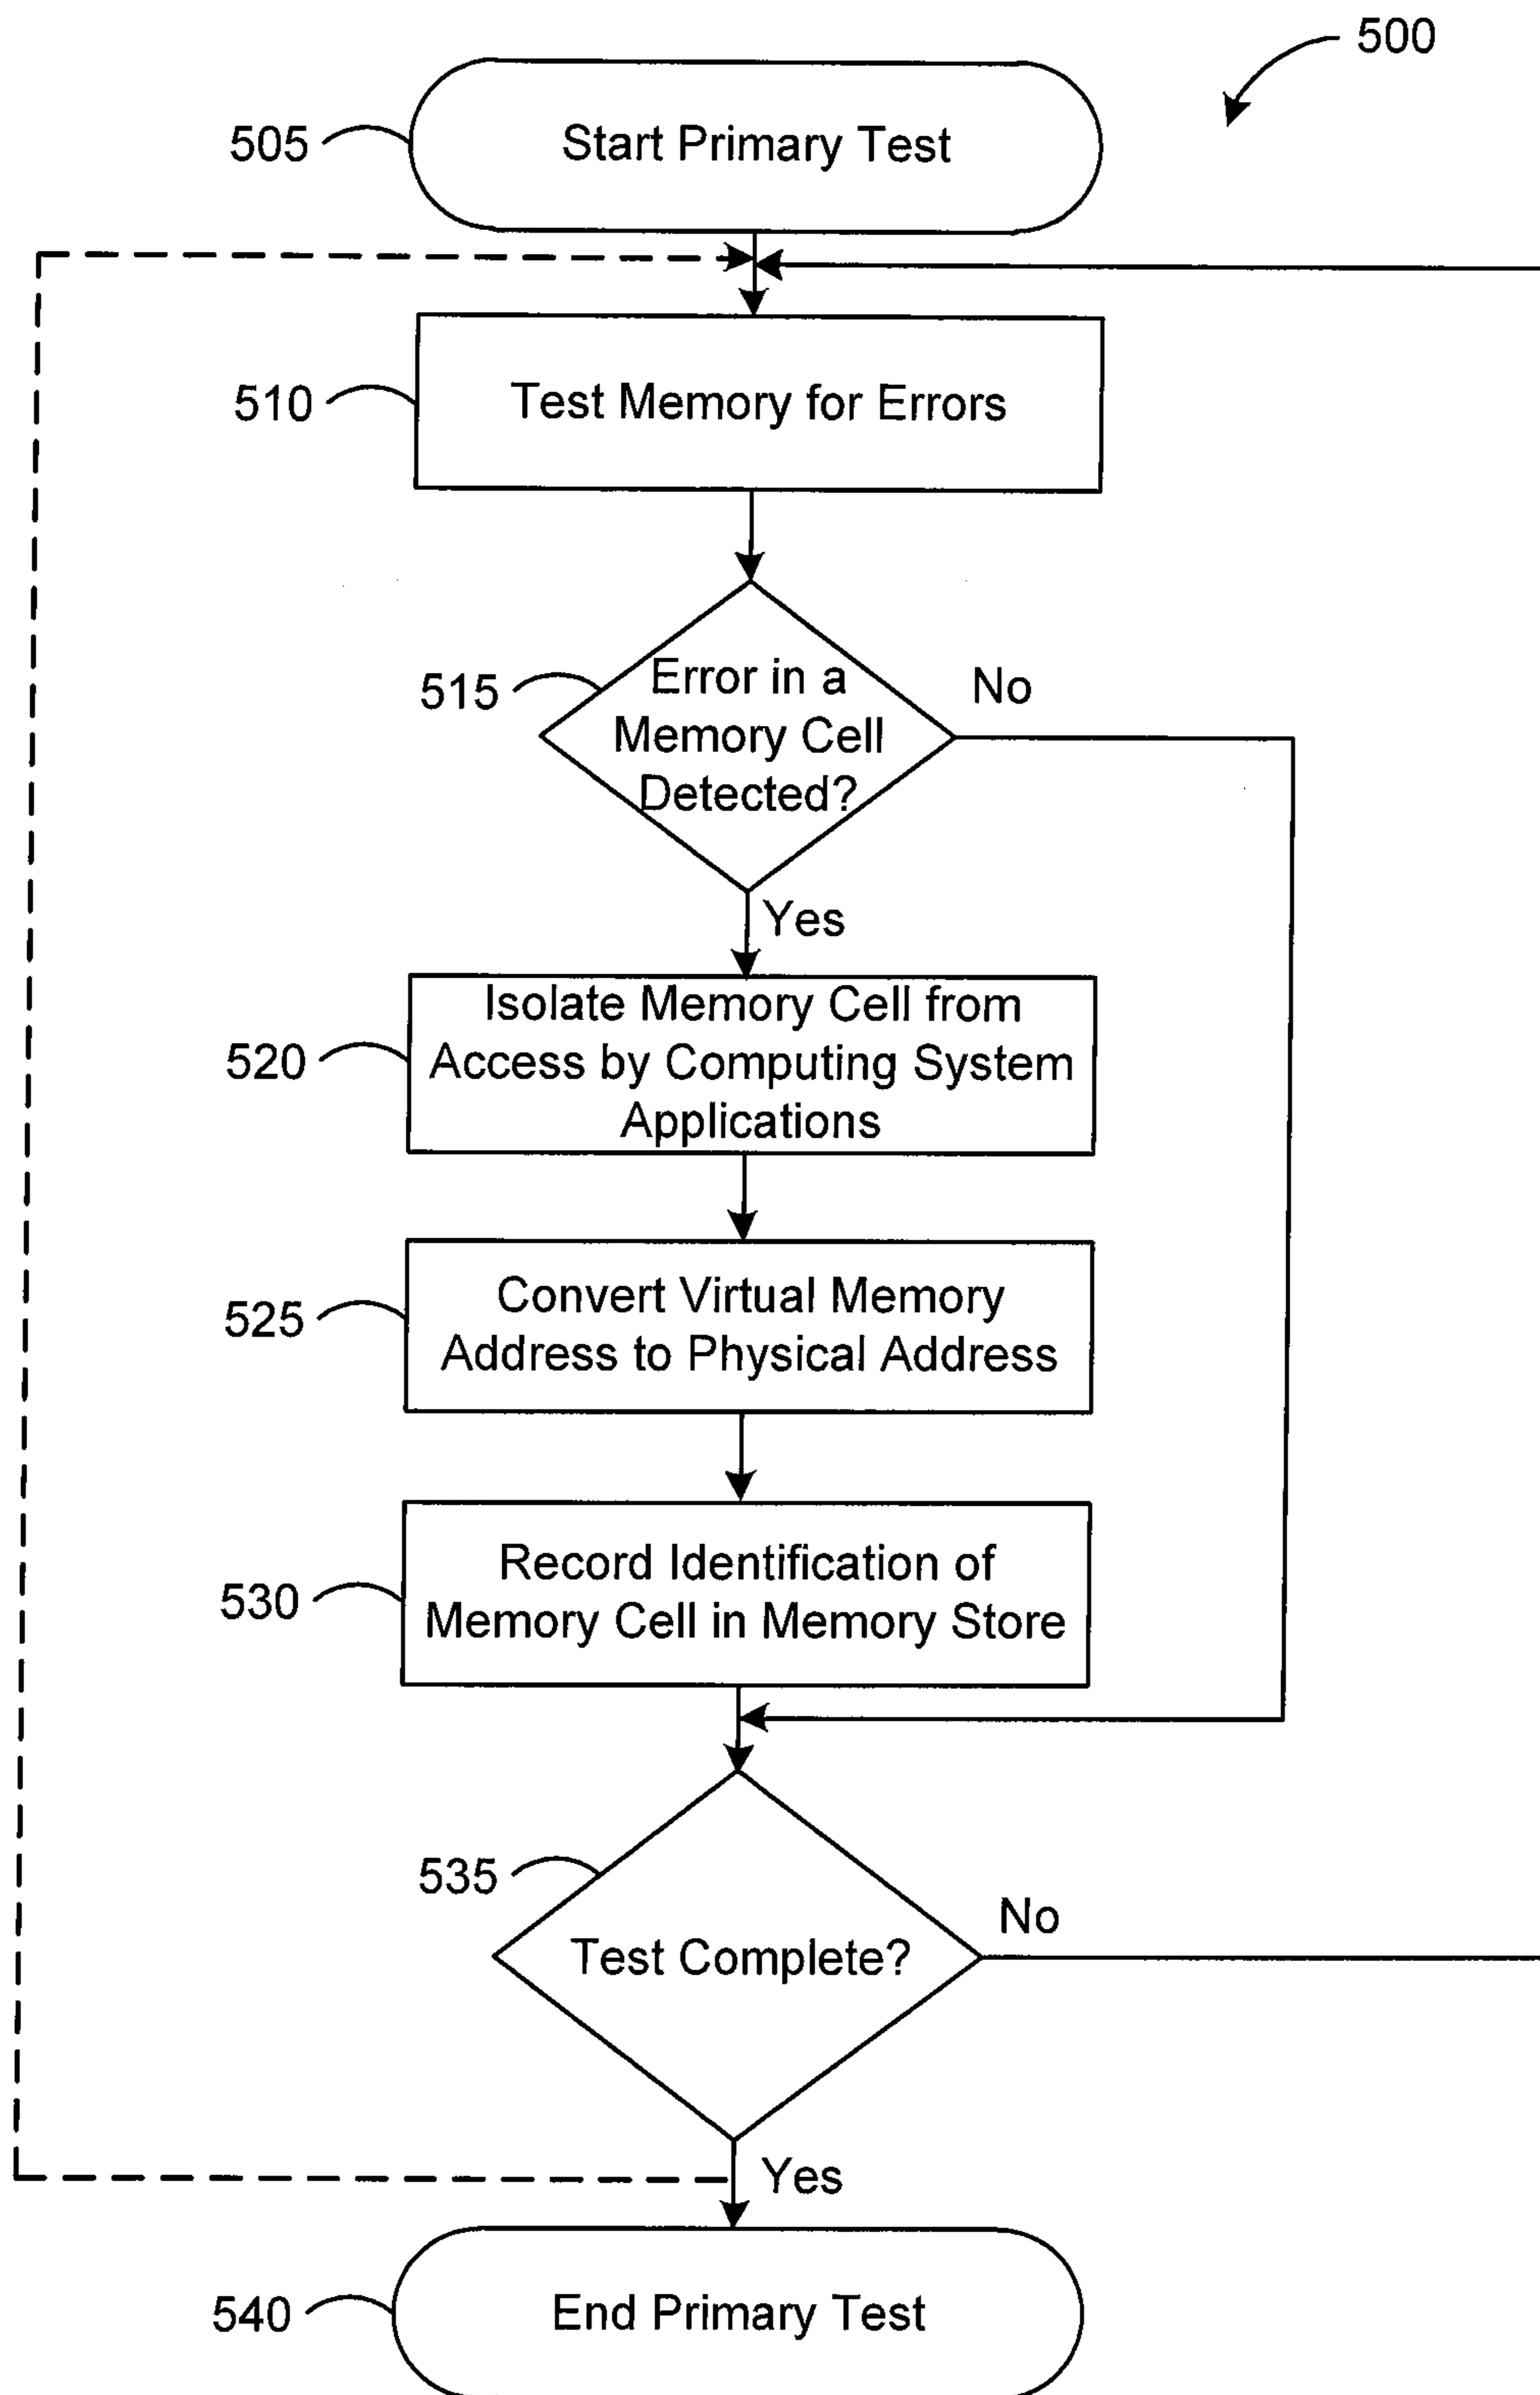 500
505
Start Primary Test
510
Test Memory for Errors
515
Error in a
Memory Cell
Detected?
No
Yes
520
Isolate Memory Cell from
Access by Computing System
Applications
525
Convert Virtual Memory
Address to Physical Address
530
Record Identification of
Memory Cell in Memory Store
535
Test Complete?
No
Yes
540
End Primary Test